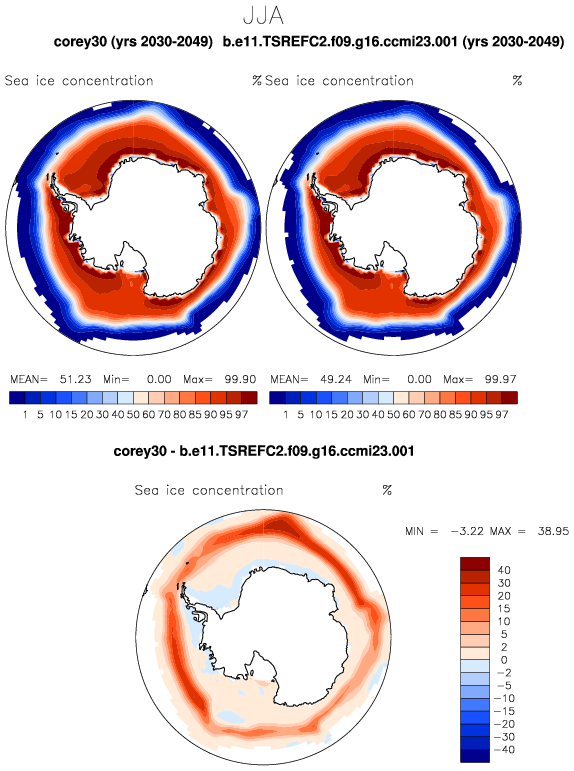 JJA
corey30 (yrs 2030-2049) b.e11.TSREFC2.f09.g16.ccmi23.001 (yrs 2030-2049)
Sea ice concentration % Sea ice concentration %
MEAN= 51.23 Min= 0.00 Max= 99.90 MEAN= 49.24 Min= 0.00 Max= 99.97
1 5 10 15 20 30 40 50 60 70 80 85 90 95 97 1 5 10 15 20 30 40 50 60 70 80 85 90 95 97
corey30 - b.e11.TSREFC2.f09.g16.ccmi23.001
Sea ice concentration %
MIN = -3.22 MAX = 38.95
40
30
20
15
10
5
2
0
-2
-5
-10
-15
-20
-30
-40